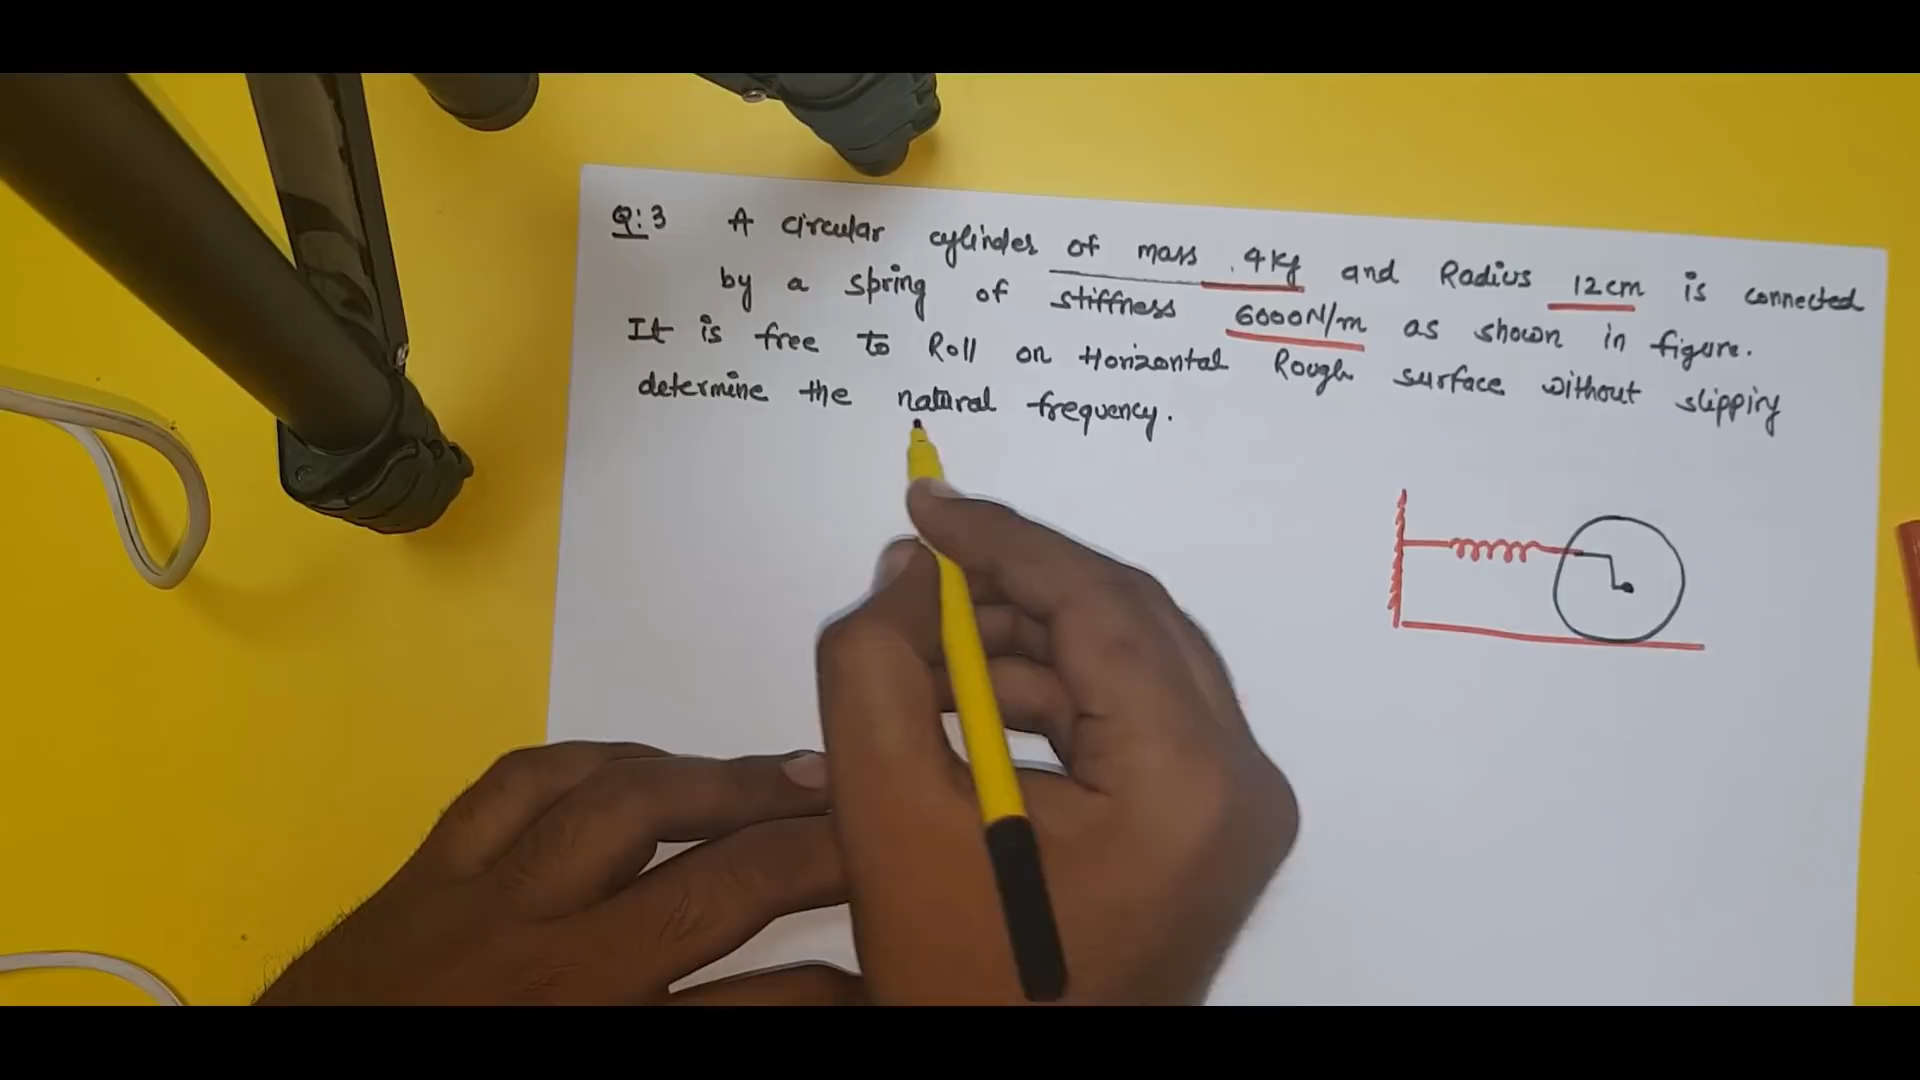 Q:3 A circular cylinder of mass 4Kg and Radius 12cm is connected
by a spring of stiffness 6000N/m as shown in figure.
It is free to Roll on Horizontal Rough surface without slipping
determine the natural frequency.